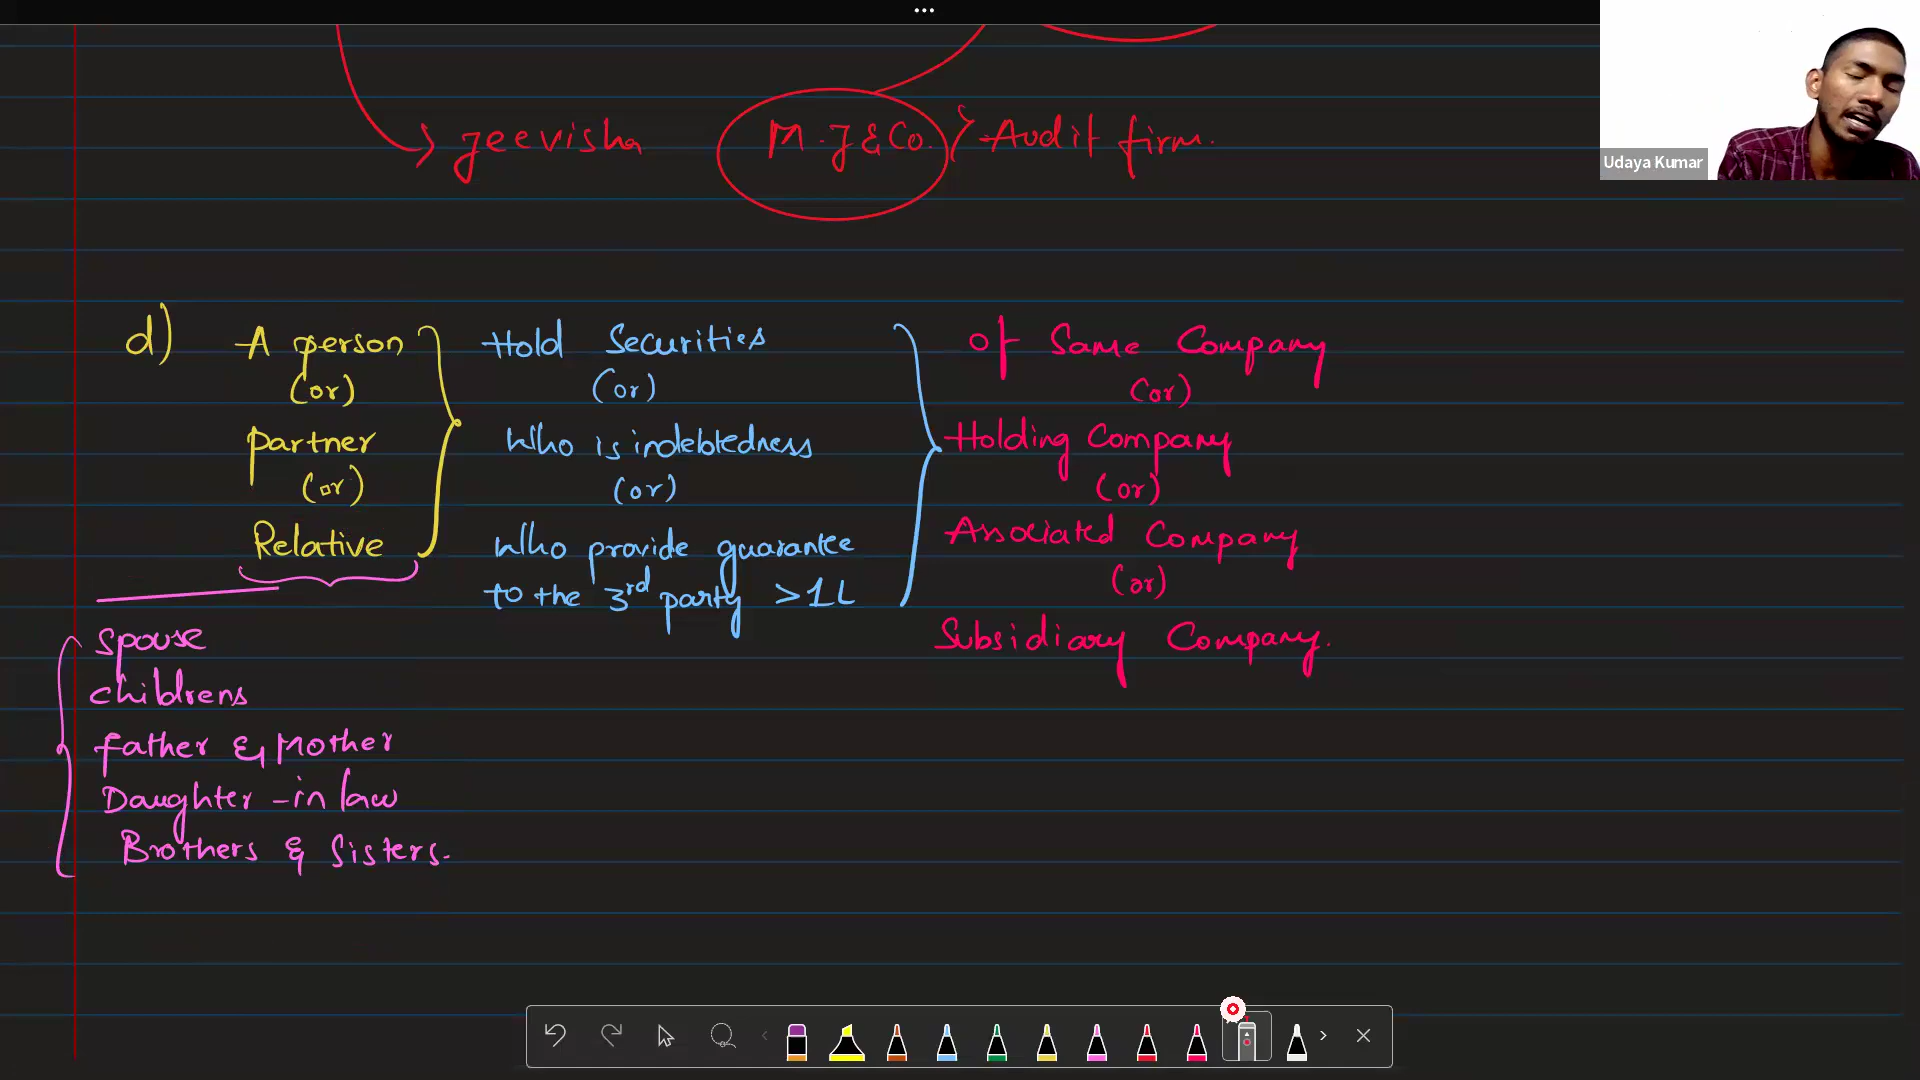 Jeevisha M.J & Co. Audit firm.
Udaya Kumar
d) A person Hold Securities of Same Company
(or) (or) (or)
partner Who is indebtedness Holding Company
(or) (or) (or)
Relative Who provide guarantee Associated Company
to the 3rd party >1L (or)
Spouse Subsidiary Company.
childrens
Father & Mother
Daughter - in law
Brothers & Sisters.